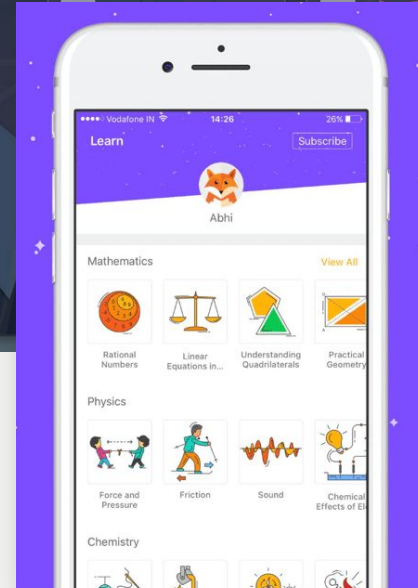 Vodafone IN
14:26
26%
Learn
Subscribe
Abhi
Mathematics
View All
Rational
Numbers
Linear
Equations in...
Understanding
Quadrilaterals
Practical
Geometry
Physics
Force and
Pressure
Friction
Sound
Chemical
Effects of El
Chemistry